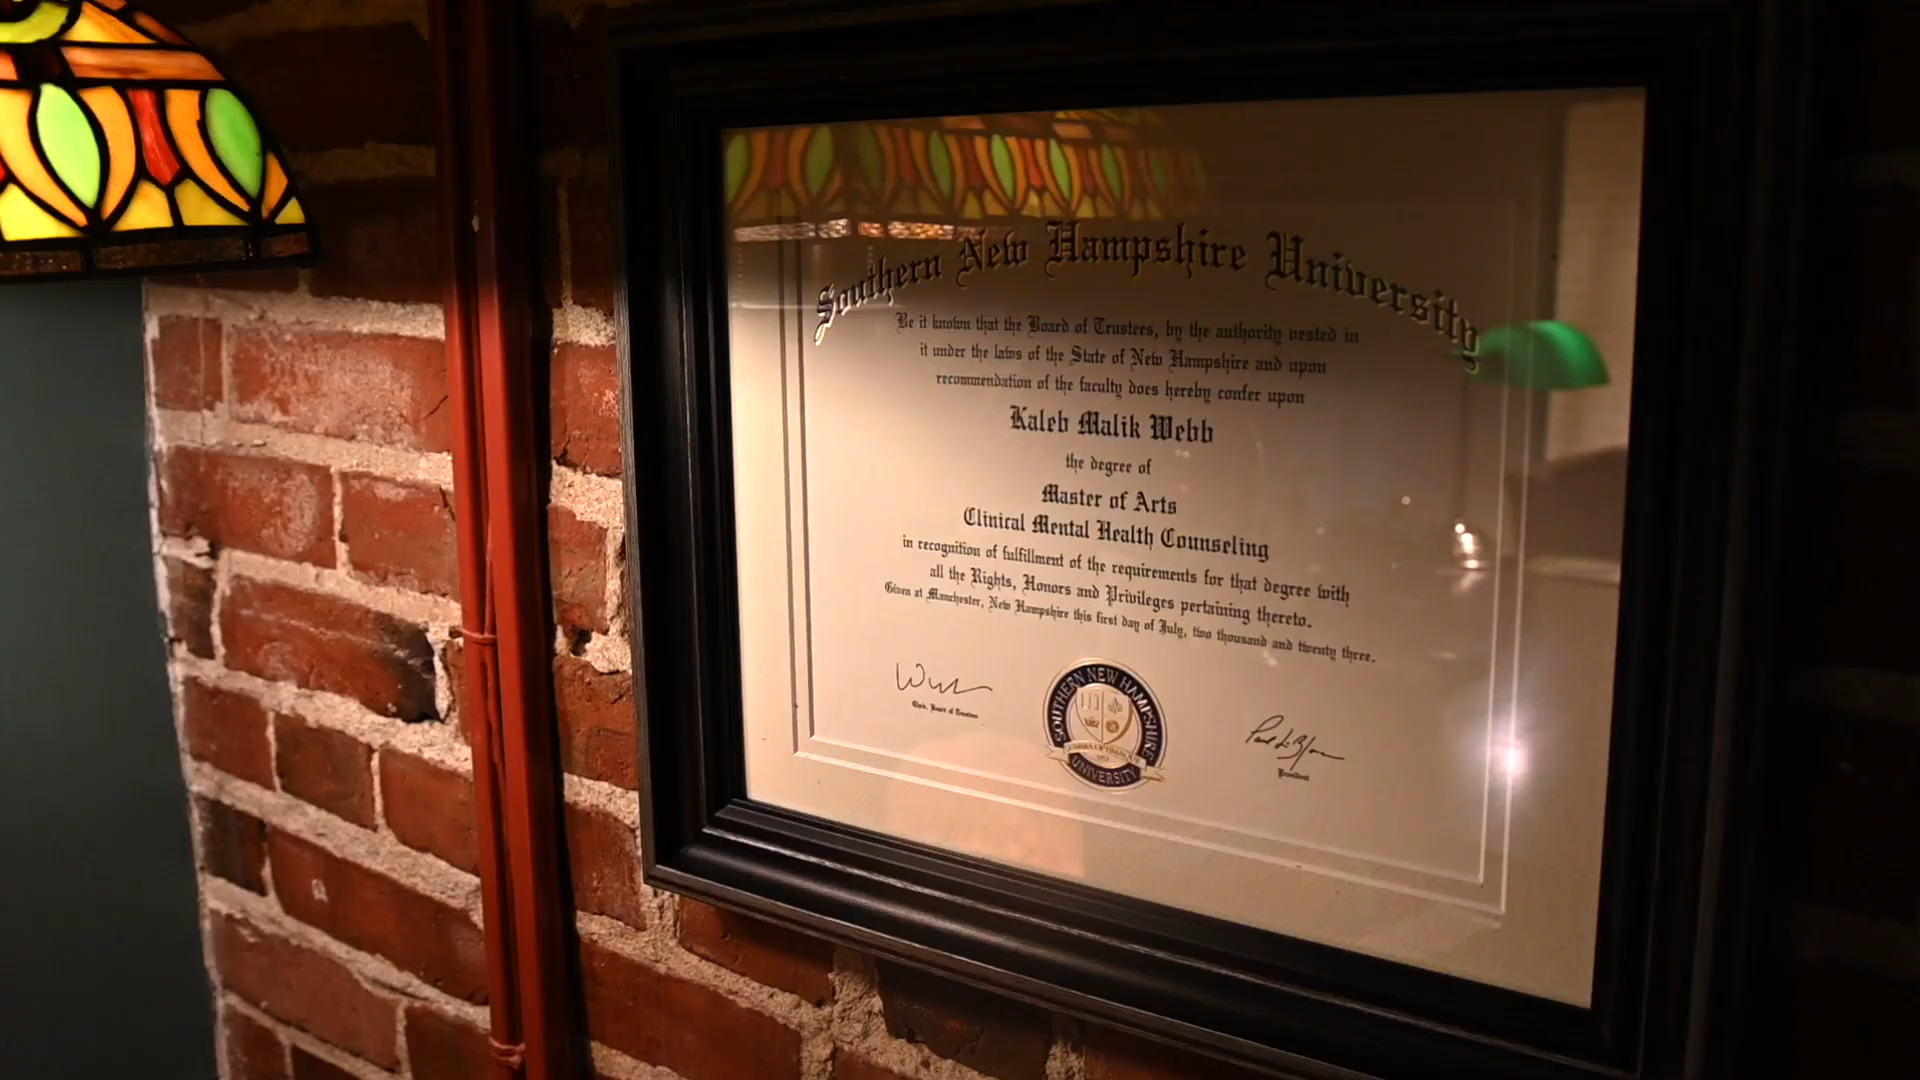 Southern New Hampshire University
Be it known that the Board of Trustees, by the authority vested in
it under the laws of the State of New Hampshire and upon
recommendation of the faculty does hereby confer upon
Kaleb Malik Webb
the degree of
Master of Arts
Clinical Mental Health Counseling
in recognition of fulfillment of the requirements for that degree with
all the Rights, Honors and Privileges pertaining thereto.
Given at Manchester, New Hampshire this first day of July, two thousand and twenty three.
Chair, Board of Trustees
SOUTHERN NEW HAMPSHIRE
UNIVERSITY
President